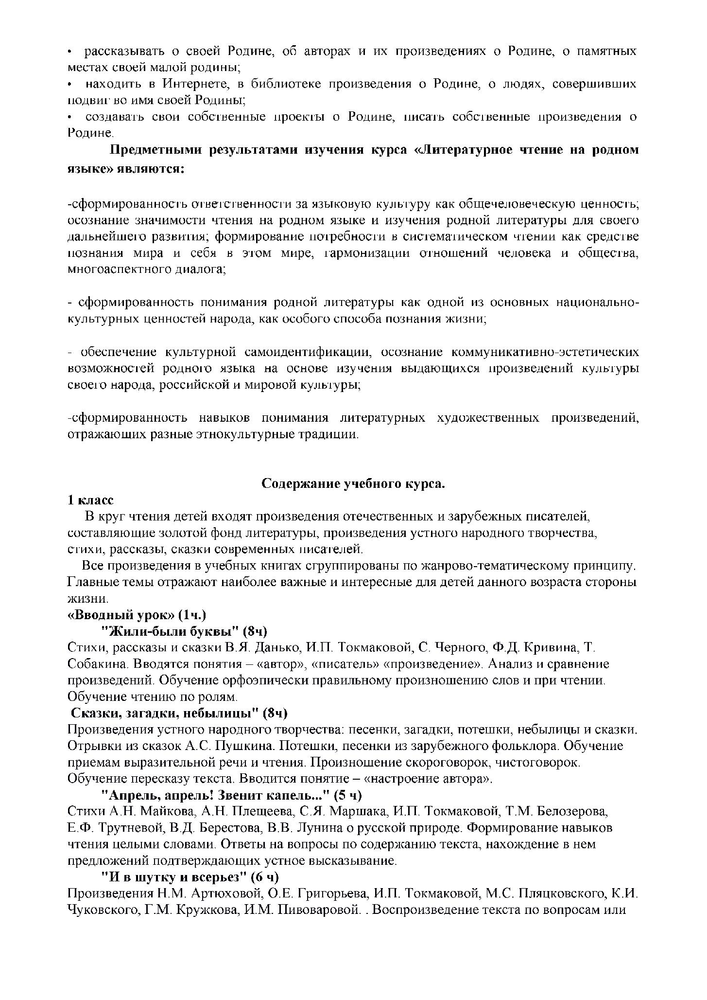 • рассказывать о своей Родине, об авторах и их произведениях о Родине, о памятных
местах своей малой родины;
• находить в Интернете, в библиотеке произведения о Родине, о людях, совершивших
подвиг во имя своей Родины;
• создавать свои собственные проекты о Родине, писать собственные произведения о
Родине.
Предметными результатами изучения курса «Литературное чтение на родном
языке» являются:
-сформированность ответственности за языковую культуру как общечеловеческую ценность;
осознание значимости чтения на родном языке и изучения родной литературы для своего
дальнейшего развития; формирование потребности в систематическом чтении как средстве
познания мира и себя в этом мире, гармонизации отношений человека и общества,
многоаспектного диалога;
- сформированность понимания родной литературы как одной из основных национально-
культурных ценностей народа, как особого способа познания жизни;
- обеспечение культурной самоидентификации, осознание коммуникативно-эстетических
возможностей родного языка на основе изучения выдающихся произведений культуры
своего народа, российской и мировой культуры;
-сформированность навыков понимания литературных художественных произведений,
отражающих разные этнокультурные традиции.
Содержание учебного курса.
1 класс
В круг чтения детей входят произведения отечественных и зарубежных писателей,
составляющие золотой фонд литературы, произведения устного народного творчества,
стихи, рассказы, сказки современных писателей.
Все произведения в учебных книгах сгруппированы по жанрово-тематическому принципу.
Главные темы отражают наиболее важные и интересные для детей данного возраста стороны
жизни.
«Вводный урок» (1ч.)
"Жили-были буквы" (8ч)
Стихи, рассказы и сказки В.Я. Данько, И.П. Токмаковой, С. Черного, Ф.Д. Кривина, Т.
Собакина. Вводятся понятия – «автор», «писатель» «произведение». Анализ и сравнение
произведений. Обучение орфоэпически правильному произношению слов и при чтении.
Обучение чтению по ролям.
Сказки, загадки, небылицы" (8ч)
Произведения устного народного творчества: песенки, загадки, потешки, небылицы и сказки.
Отрывки из сказок А.С. Пушкина. Потешки, песенки из зарубежного фольклора. Обучение
приемам выразительной речи и чтения. Произношение скороговорок, чистоговорок.
Обучение пересказу текста. Вводится понятие – «настроение автора».
"Апрель, апрель! Звенит капель..." (5 ч)
Стихи А.Н. Майкова, А.Н. Плещеева, С.Я. Маршака, И.П. Токмаковой, Т.М. Белозерова,
Е.Ф. Трутневой, В.Д. Берестова, В.В. Лунина о русской природе. Формирование навыков
чтения целыми словами. Ответы на вопросы по содержанию текста, нахождение в нем
предложений подтверждающих устное высказывание.
"И в шутку и всерьез" (6 ч)
Произведения Н.М. Артюховой, О.Е. Григорьева, И.П. Токмаковой, М.С. Пляцковского, К.И.
Чуковского, Г.М. Кружкова, И.М. Пивоваровой. . Воспроизведение текста по вопросам или